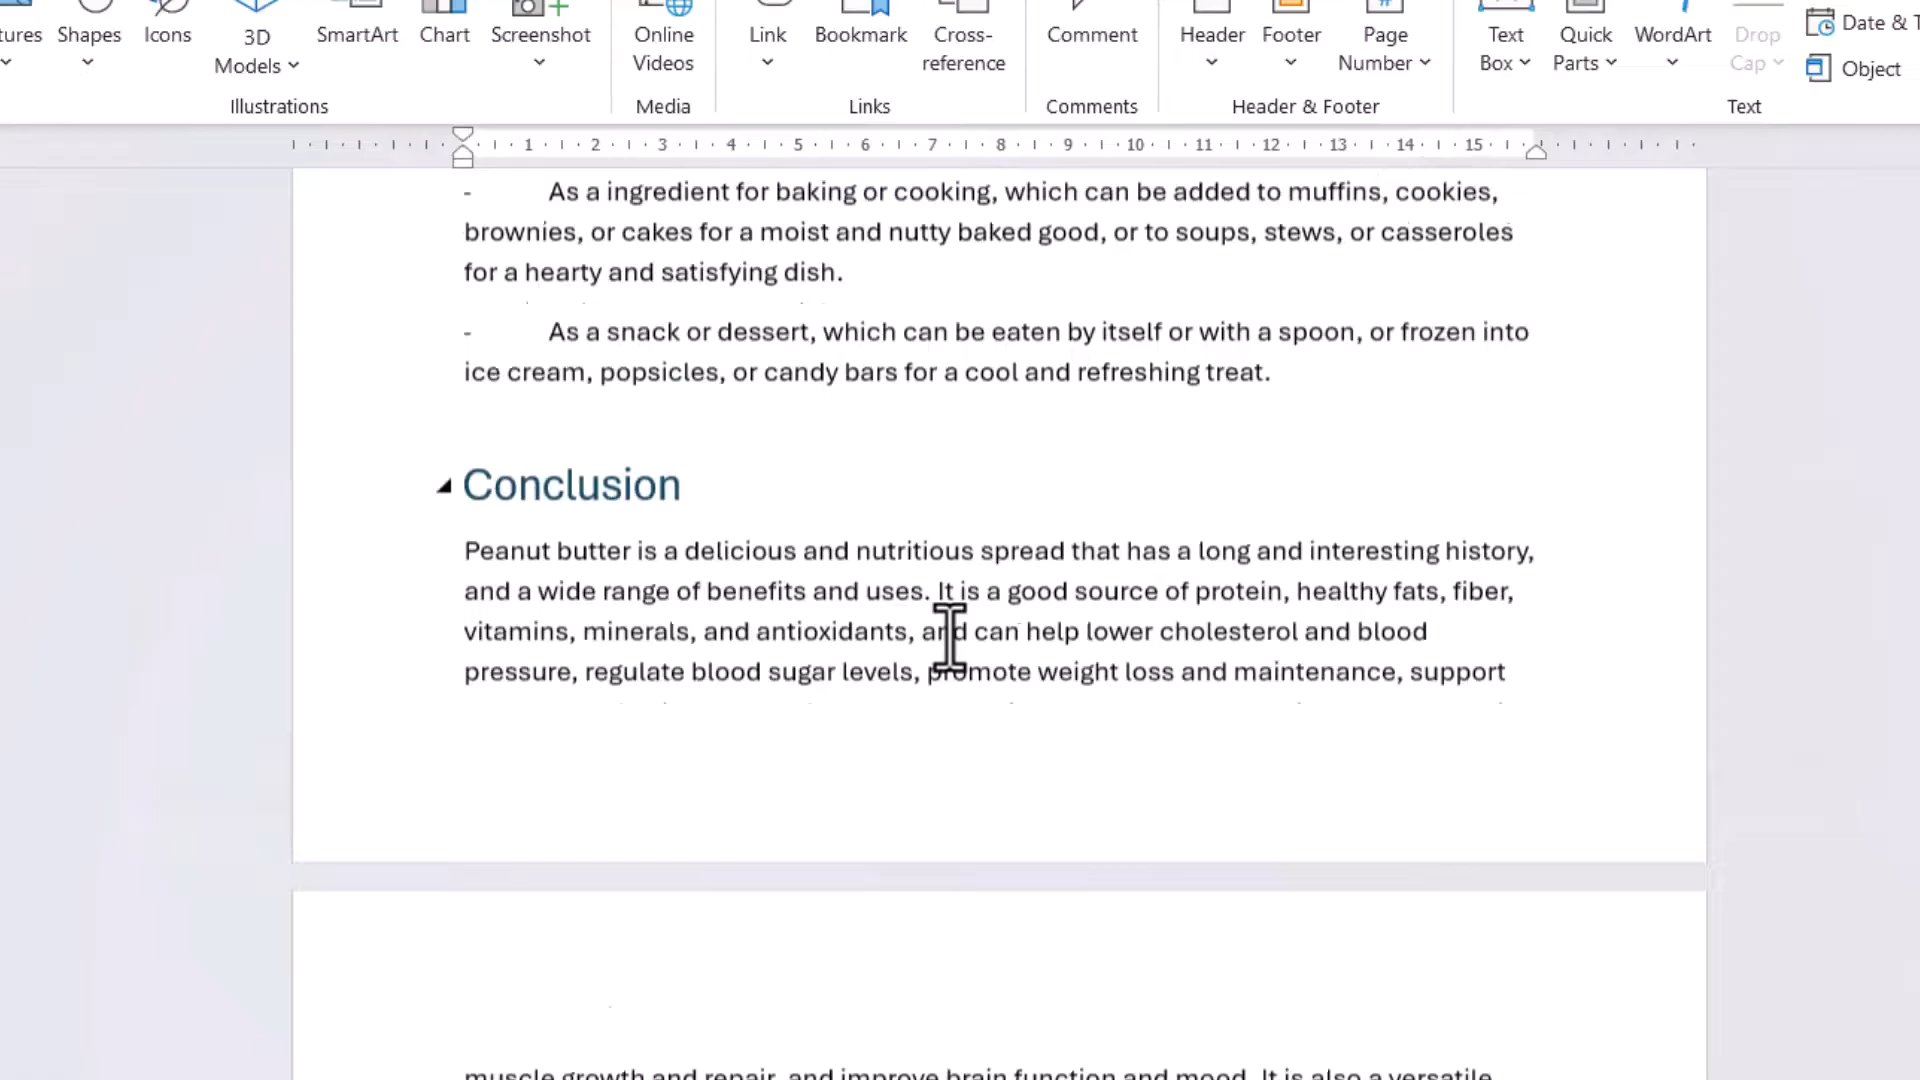 tures
Shapes
Icons
3D
Models
SmartArt
Chart
Screenshot
Online
Videos
Link
Bookmark
Cross-
reference
Comment
Header
Footer
Page
Number
Text
Box
Quick
Parts
WordArt
Drop
Cap
Date & T
Object
Illustrations
Media
Links
Comments
Header & Footer
Text
1 2 3 4 5 6 7 8 9 10 11 12 13 14 15
- As a ingredient for baking or cooking, which can be added to muffins, cookies,
brownies, or cakes for a moist and nutty baked good, or to soups, stews, or casseroles
for a hearty and satisfying dish.
- As a snack or dessert, which can be eaten by itself or with a spoon, or frozen into
ice cream, popsicles, or candy bars for a cool and refreshing treat.
Conclusion
Peanut butter is a delicious and nutritious spread that has a long and interesting history,
and a wide range of benefits and uses. It is a good source of protein, healthy fats, fiber,
vitamins, minerals, and antioxidants, and can help lower cholesterol and blood
pressure, regulate blood sugar levels, promote weight loss and maintenance, support
muscle growth and repair, and improve brain function and mood. It is also a versatile